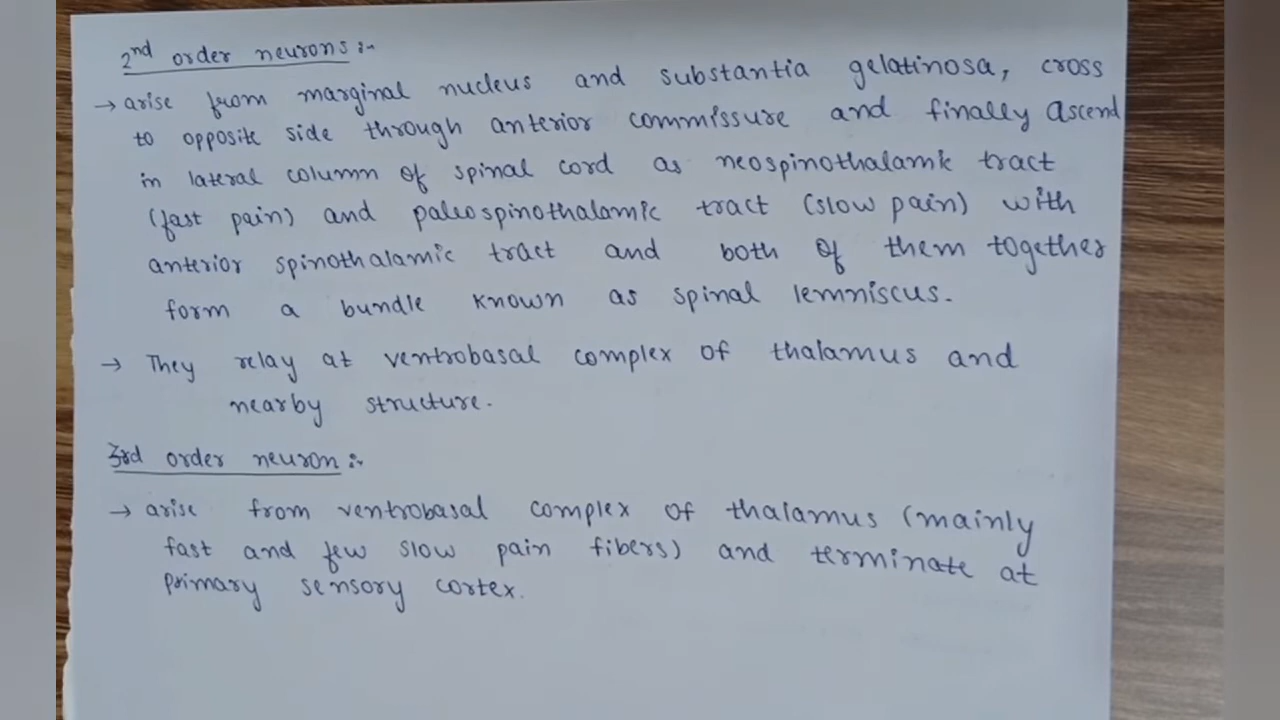 2nd order neurons :-
→ arise from marginal nucleus and substantia gelatinosa, cross
to opposite side through anterior commissure and finally Ascend
in lateral column of spinal cord as neospinothalamic tract
(fast pain) and paleospinothalamic tract (slow pain) with
anterior spinothalamic tract and both of them together
form a bundle known as spinal lemniscus.
→ They relay at ventrobasal complex of thalamus and
nearby structure.
3rd order neuron :-
→ arise from ventrobasal complex of thalamus (mainly
fast and few slow pain fibers) and terminate at
primary sensory cortex.